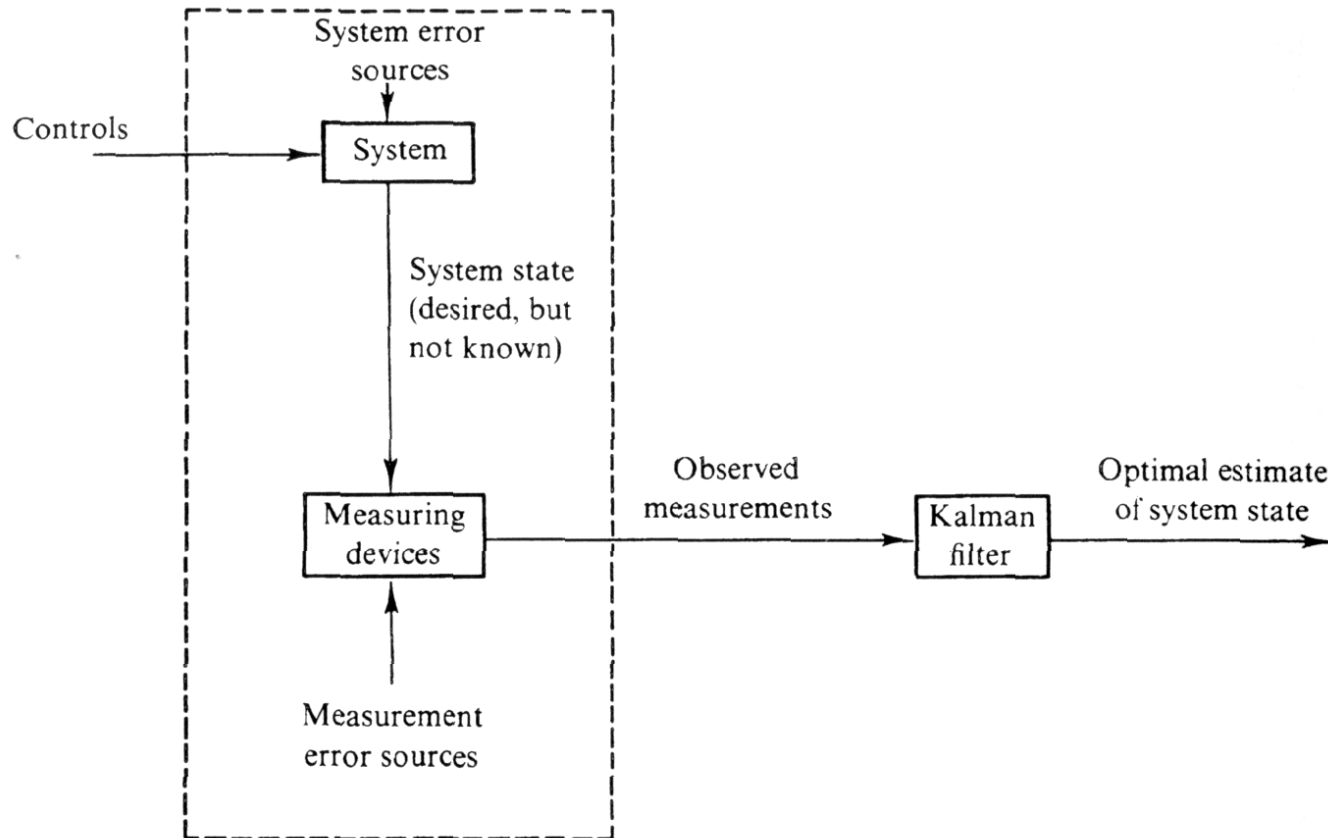 System error
sources
Controls
System
System state
(desired, but
not known)
Observed
measurements
Optimal estimate
of system state
Measuring
devices
Kalman
filter
Measurement
error sources